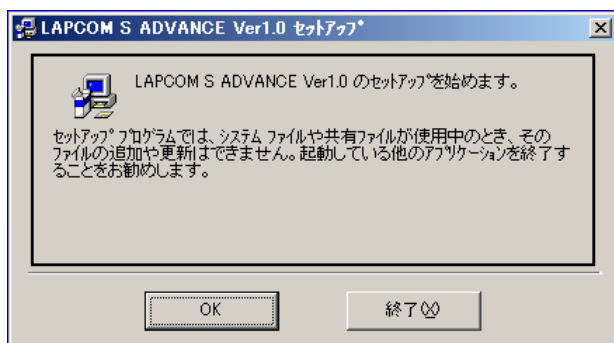 LAPCOM S ADVANCE Ver1.0 ｾｯﾄｱｯﾌﾟ
LAPCOM S ADVANCE Ver1.0 のｾｯﾄｱｯﾌﾟを始めます。
ｾｯﾄｱｯﾌﾟ ﾌﾟﾛｸﾞﾗﾑでは、ｼｽﾃﾑ ﾌｧｲﾙや共有ﾌｧｲﾙが使用中のとき、その
ﾌｧｲﾙの追加や更新はできません。起動している他のｱﾌﾟﾘｹｰｼｮﾝを終了す
ることをお勧めします。
OK
終了(X)